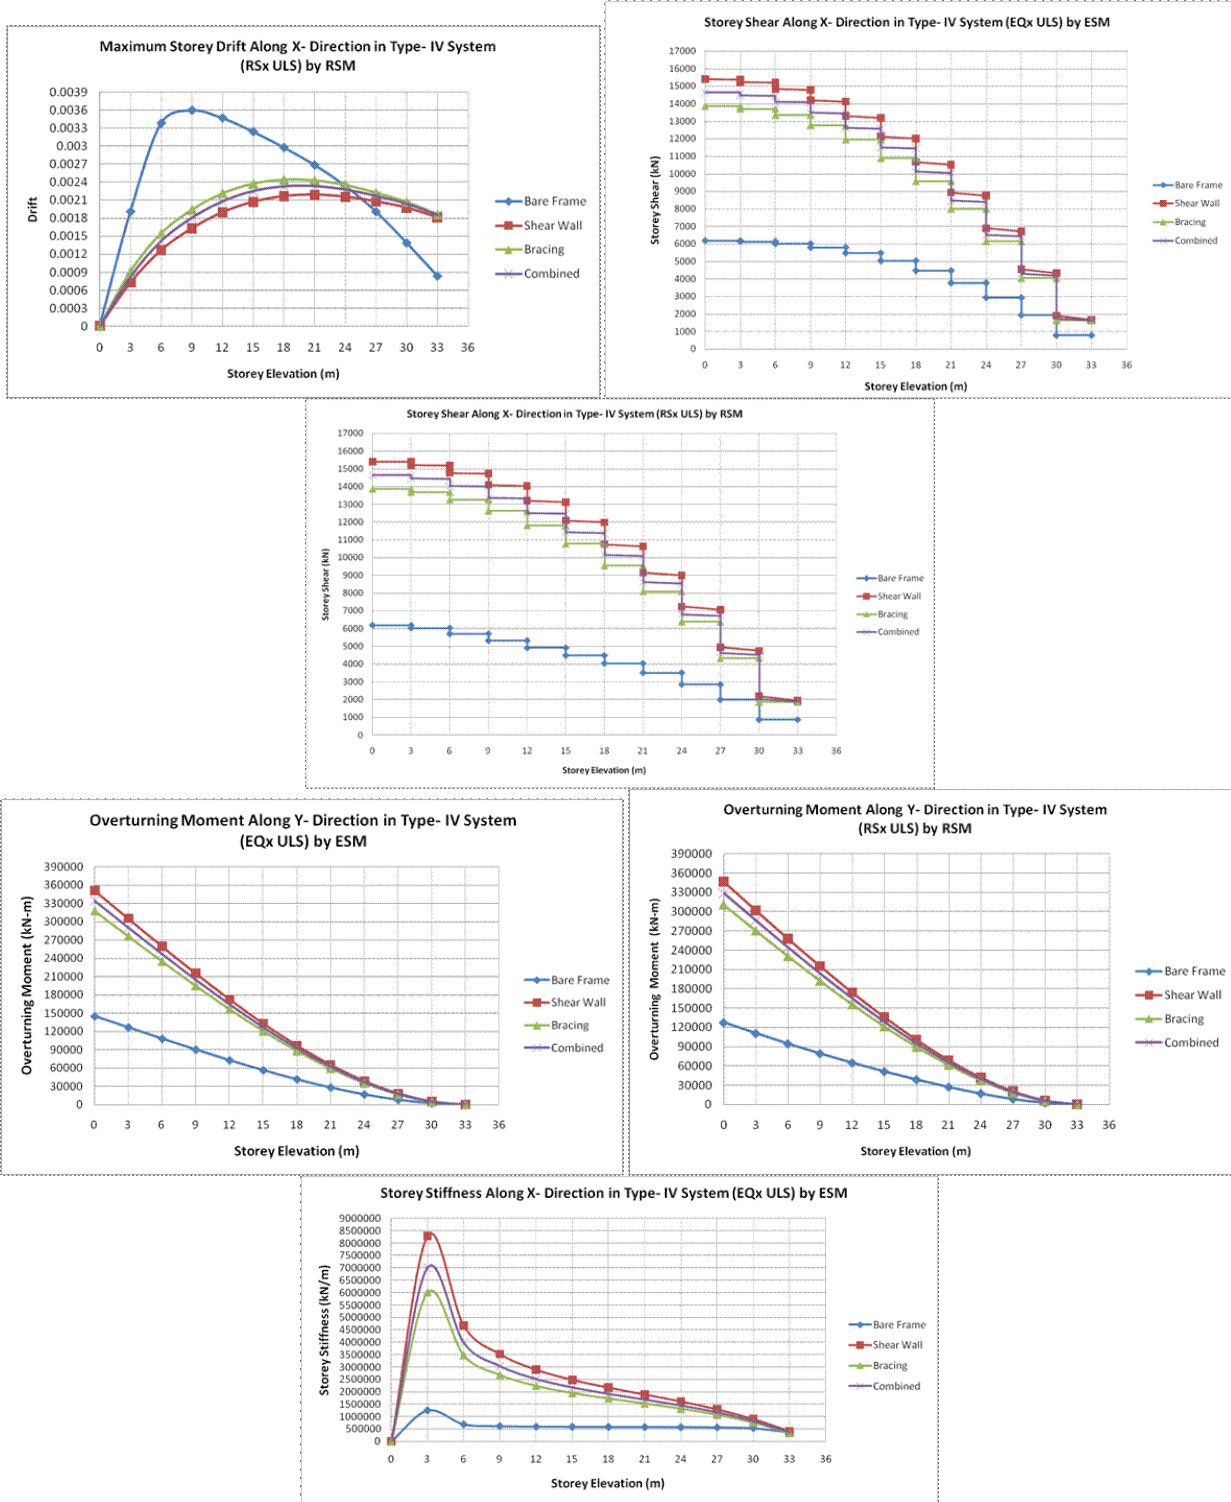 Maximum Storey Drift Along X- Direction in Type- IV System
(RSx ULS) by RSM
Drift
0.0039
0.0036
0.0033
0.003
0.0027
0.0024
0.0021
0.0018
0.0015
0.0012
0.0009
0.0006
0.0003
0
0 3 6 9 12 15 18 21 24 27 30 33 36
Storey Elevation (m)
Bare Frame
Shear Wall
Bracing
Combined
Storey Shear Along X- Direction in Type- IV System (EQx ULS) by ESM
Storey Shear (kN)
17000
16000
15000
14000
13000
12000
11000
10000
9000
8000
7000
6000
5000
4000
3000
2000
1000
0
0 3 6 9 12 15 18 21 24 27 30 33 36
Storey Elevation (m)
Bare Frame
Shear Wall
Bracing
Combined
Storey Shear Along X- Direction in Type- IV System (RSx ULS) by RSM
Storey Shear (kN)
17000
16000
15000
14000
13000
12000
11000
10000
9000
8000
7000
6000
5000
4000
3000
2000
1000
0
0 3 6 9 12 15 18 21 24 27 30 33 36
Storey Elevation (m)
Bare Frame
Shear Wall
Bracing
Combined
Overturning Moment Along Y- Direction in Type- IV System
(EQx ULS) by ESM
Overturning Moment (kN-m)
390000
360000
330000
300000
270000
240000
210000
180000
150000
120000
90000
60000
30000
0
0 3 6 9 12 15 18 21 24 27 30 33 36
Storey Elevation (m)
Bare Frame
Shear Wall
Bracing
Combined
Overturning Moment Along Y- Direction in Type- IV System
(RSx ULS) by RSM
Overturning Moment (kN-m)
390000
360000
330000
300000
270000
240000
210000
180000
150000
120000
90000
60000
30000
0
0 3 6 9 12 15 18 21 24 27 30 33 36
Storey Elevation (m)
Bare Frame
Shear Wall
Bracing
Combined
Storey Stiffness Along X- Direction in Type- IV System (EQx ULS) by ESM
Storey Stiffness (kN/m)
9000000
8500000
8000000
7500000
7000000
6500000
6000000
5500000
5000000
4500000
4000000
3500000
3000000
2500000
2000000
1500000
1000000
500000
0
0 3 6 9 12 15 18 21 24 27 30 33 36
Storey Elevation (m)
Bare Frame
Shear Wall
Bracing
Combined